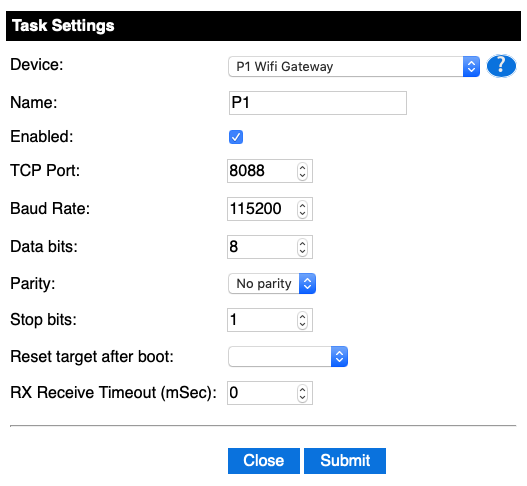 Task Settings
Device: P1 Wifi Gateway ?
Name: P1
Enabled:
TCP Port: 8088
Baud Rate: 115200
Data bits: 8
Parity: No parity
Stop bits: 1
Reset target after boot:
RX Receive Timeout (mSec): 0
Close Submit